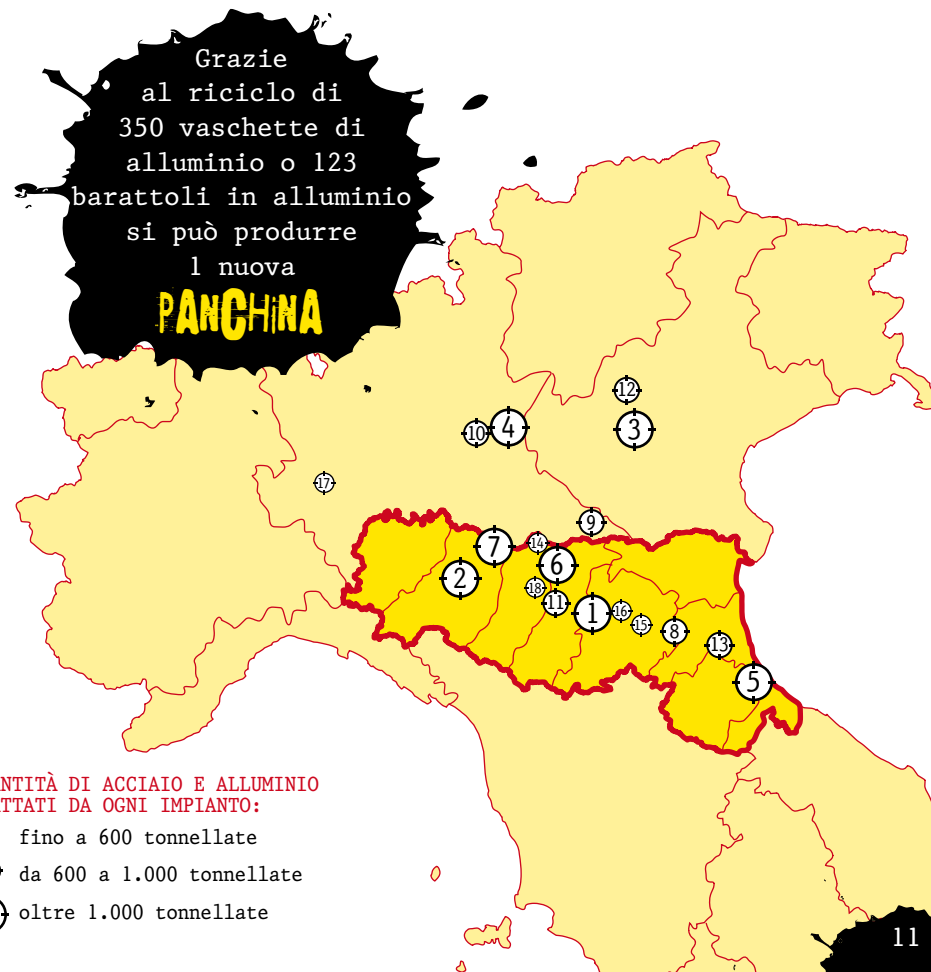 Grazie
al riciclo di
350 vaschette di
alluminio o 123
barattoli in alluminio
si può produrre
1 nuova
PANCHiNA
12
10
4
3
17
9
14
7
6
2
18
11
1
16
15
8
13
5
NTITÀ DI ACCIAIO E ALLUMINIO
TTATI DA OGNI IMPIANTO:
fino a 600 tonnellate
da 600 a 1.000 tonnellate
oltre 1.000 tonnellate
11